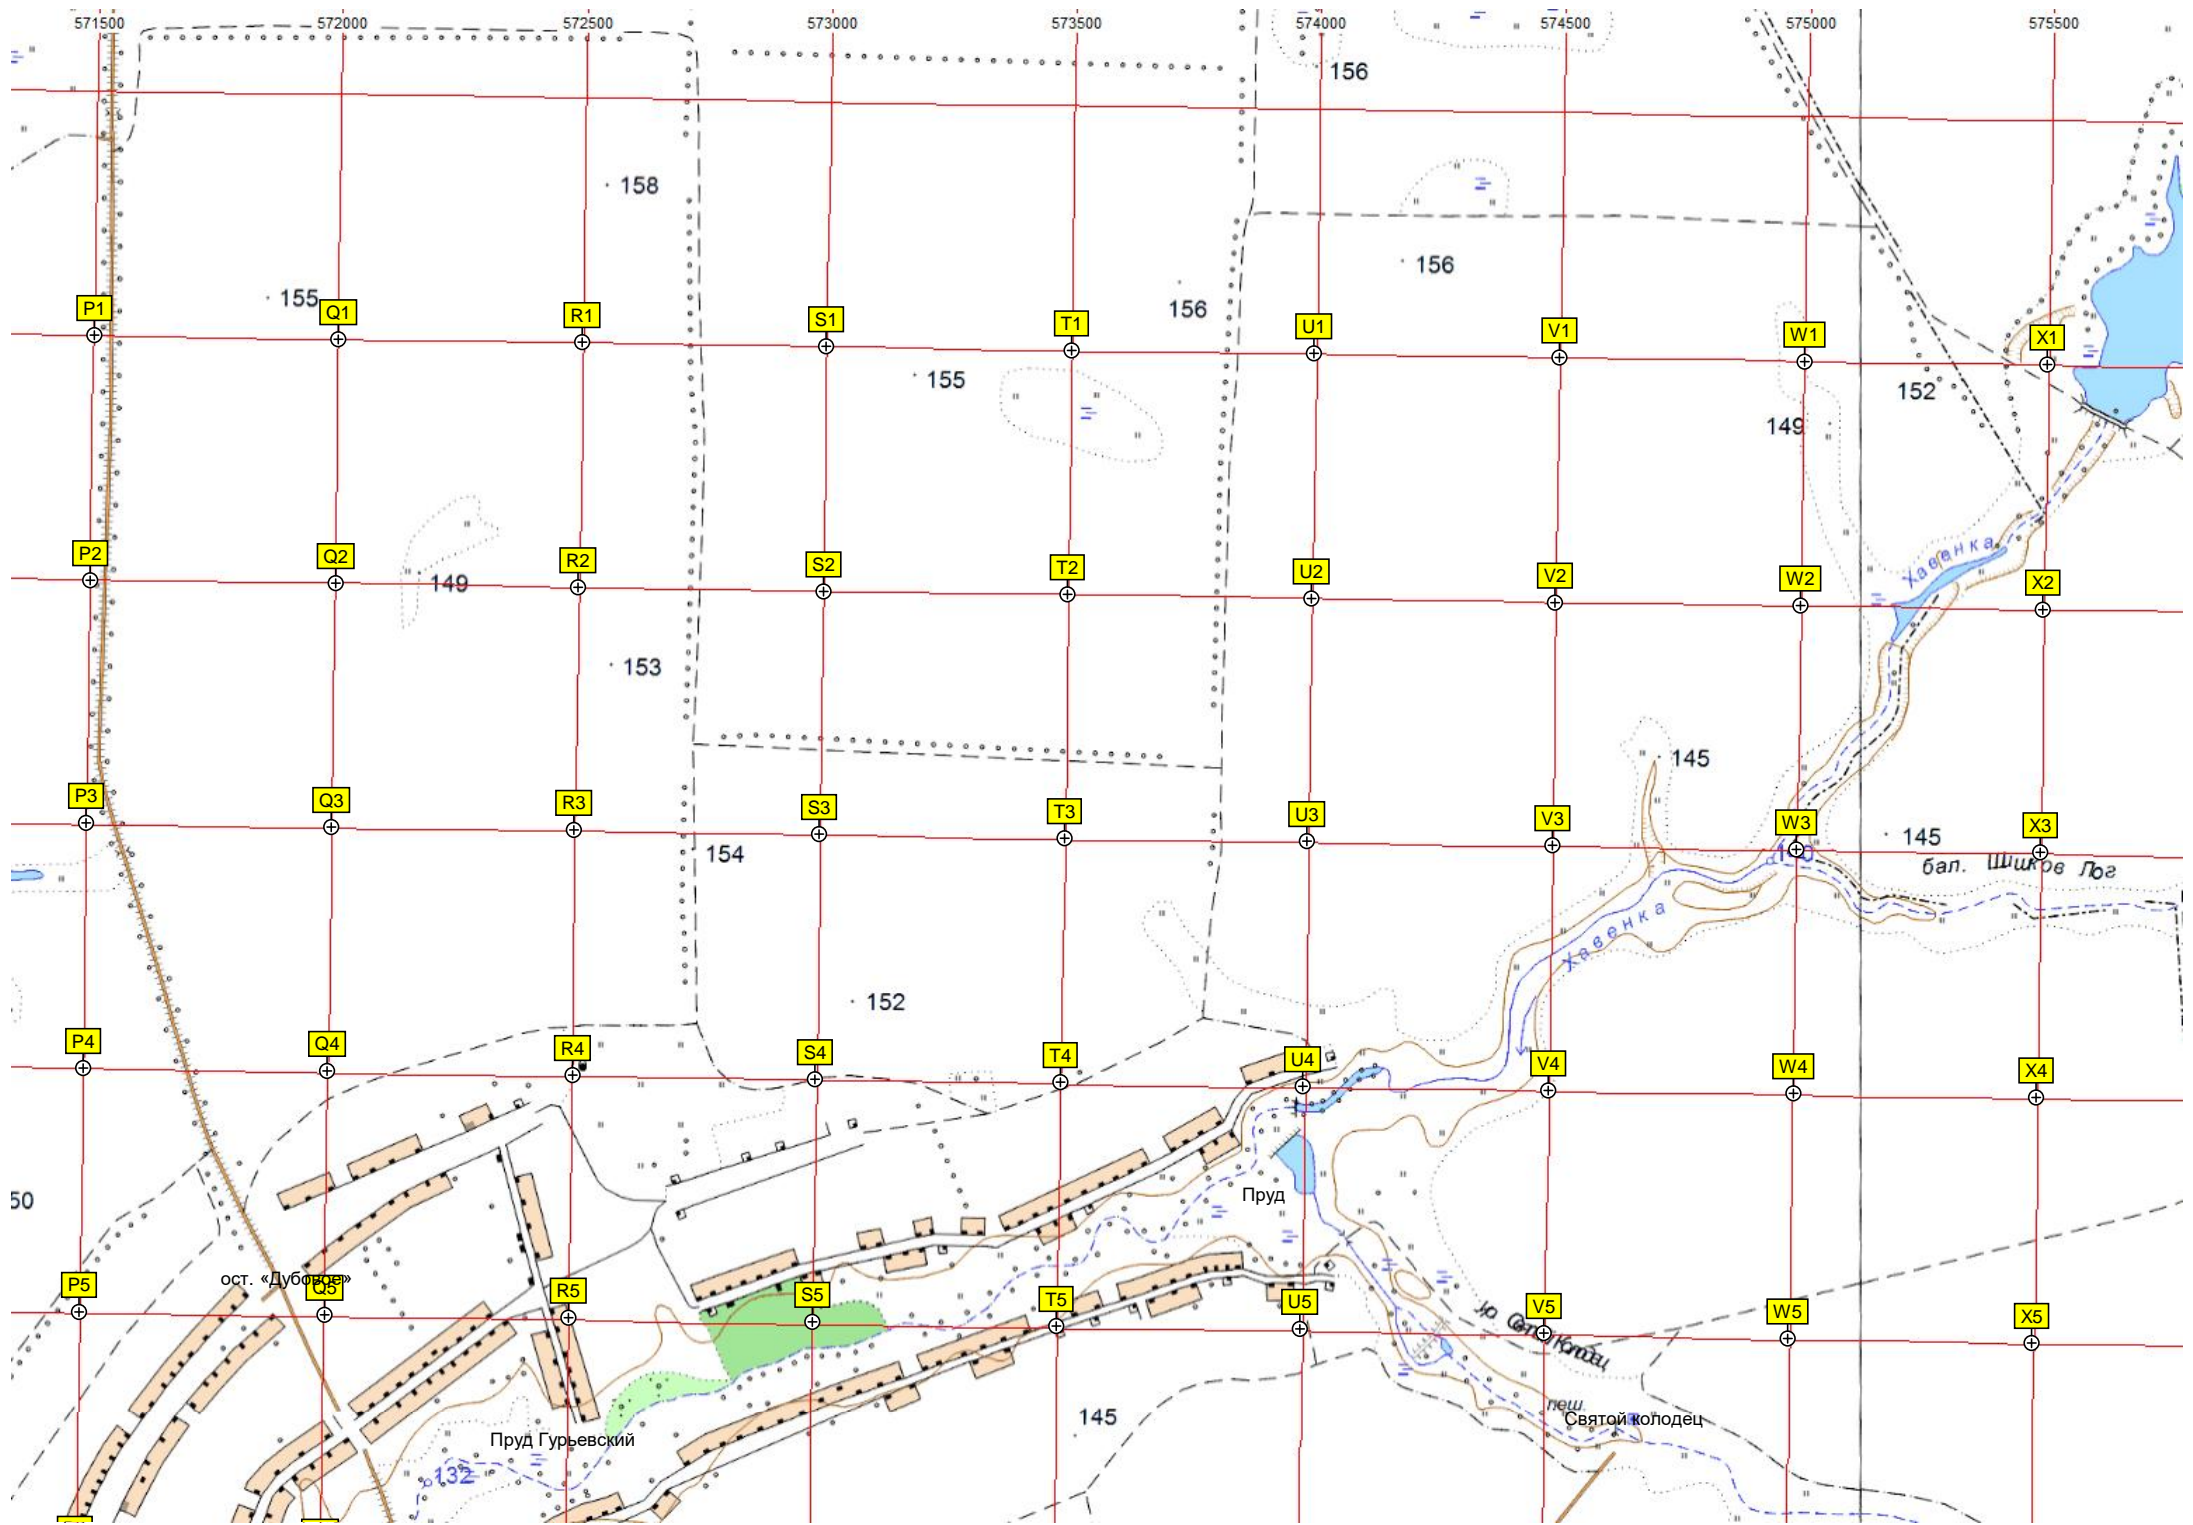 571500 572000 572500 573000 573500 574000 574500 575000 575500
156
158
156
155
156
P1 Q1 R1 S1 T1 U1 V1 W1 X1
155
152
149
Хавенка
P2 Q2 R2 S2 T2 U2 V2 W2 X2
149
153
145
P3 Q3 R3 S3 T3 U3 V3 W3 X3
154
145
бал. Шишков Лог
Хавенка
152
P4 Q4 R4 S4 T4 U4 V4 W4 X4
50
Пруд
ост. «Дубовое»
P5 Q5 R5 S5 T5 U5 V5 W5 X5
ур
145
пеш.
Святой колодец
Пруд Гурьевский
132